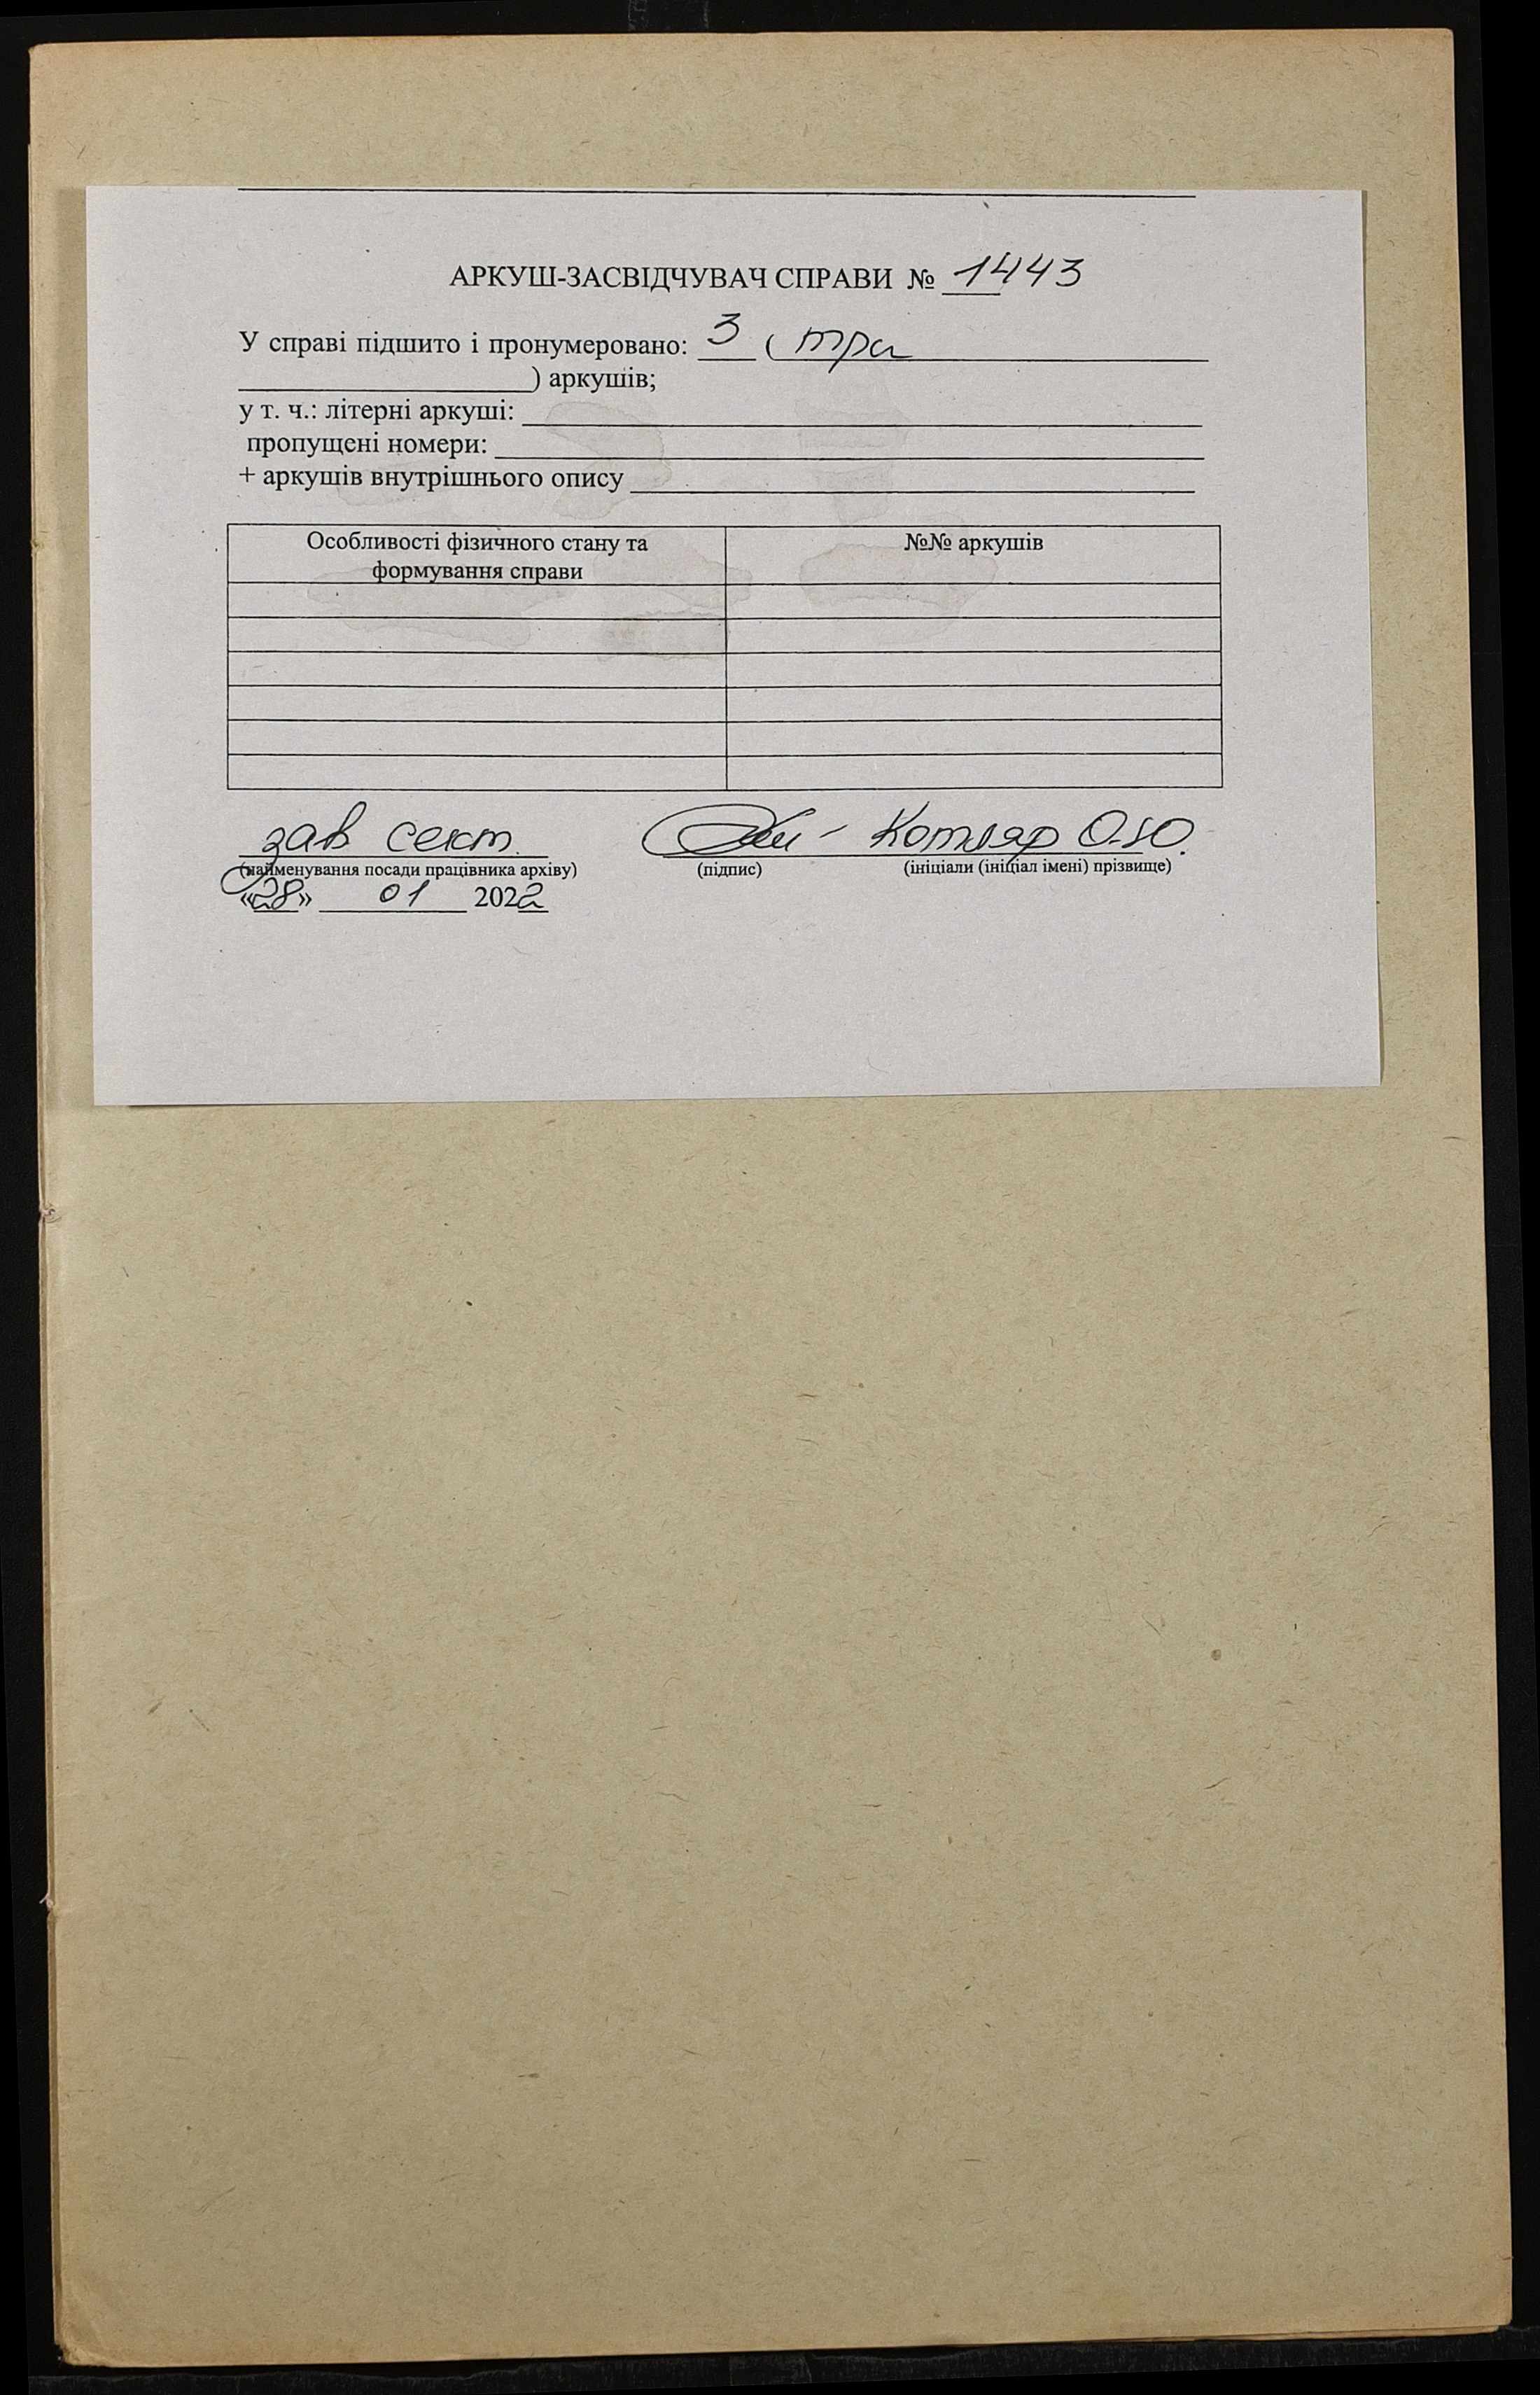 АРКУШ-ЗАСВІДЧУВАЧ СПРАВИ № 1443
У справі підшито і пронумеровано: 3 ( три
) аркушів;
у т. ч.: літерні аркуші:
пропущені номери:
+ аркушів внутрішнього опису
Особливості фізичного стану та формування справи №№ аркушів
зав сект. Котляр О.Ю.
(найменування посади працівника архіву) (підпис) (ініціали (ініціал імені) прізвище)
«28» 01 2022